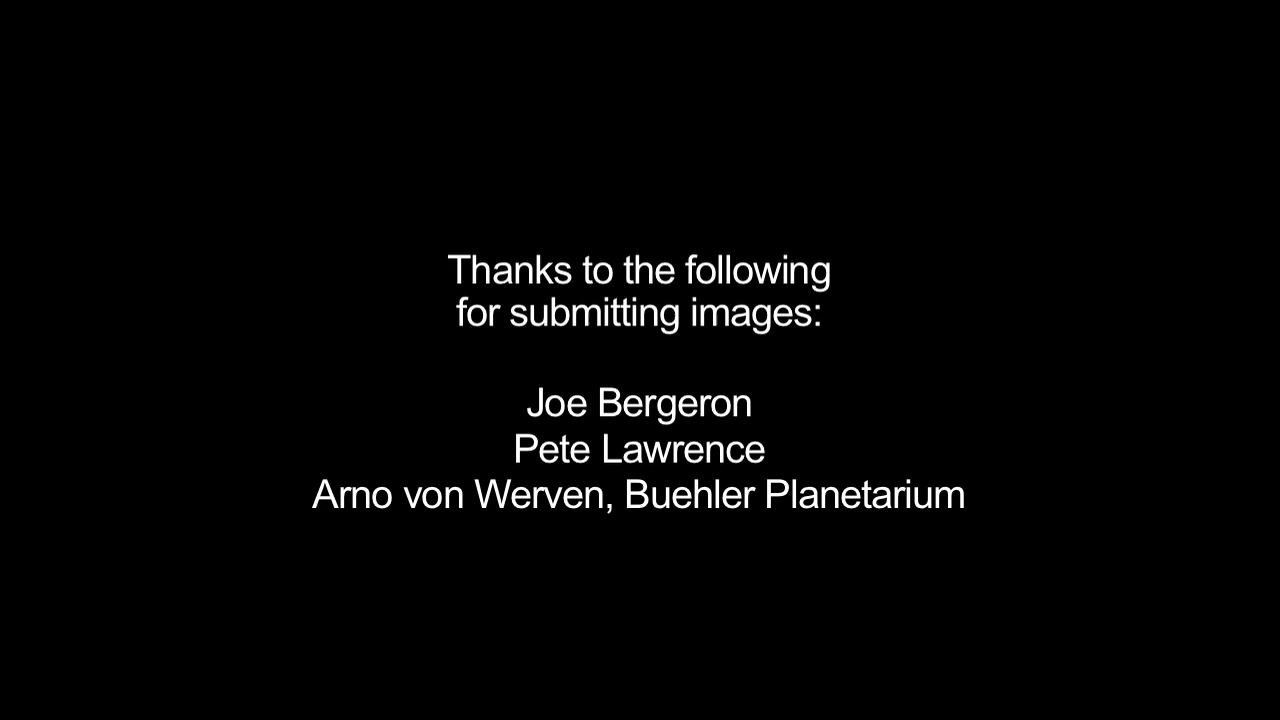 Thanks to the following
for submitting images:
Joe Bergeron
Pete Lawrence
Arno von Werven, Buehler Planetarium